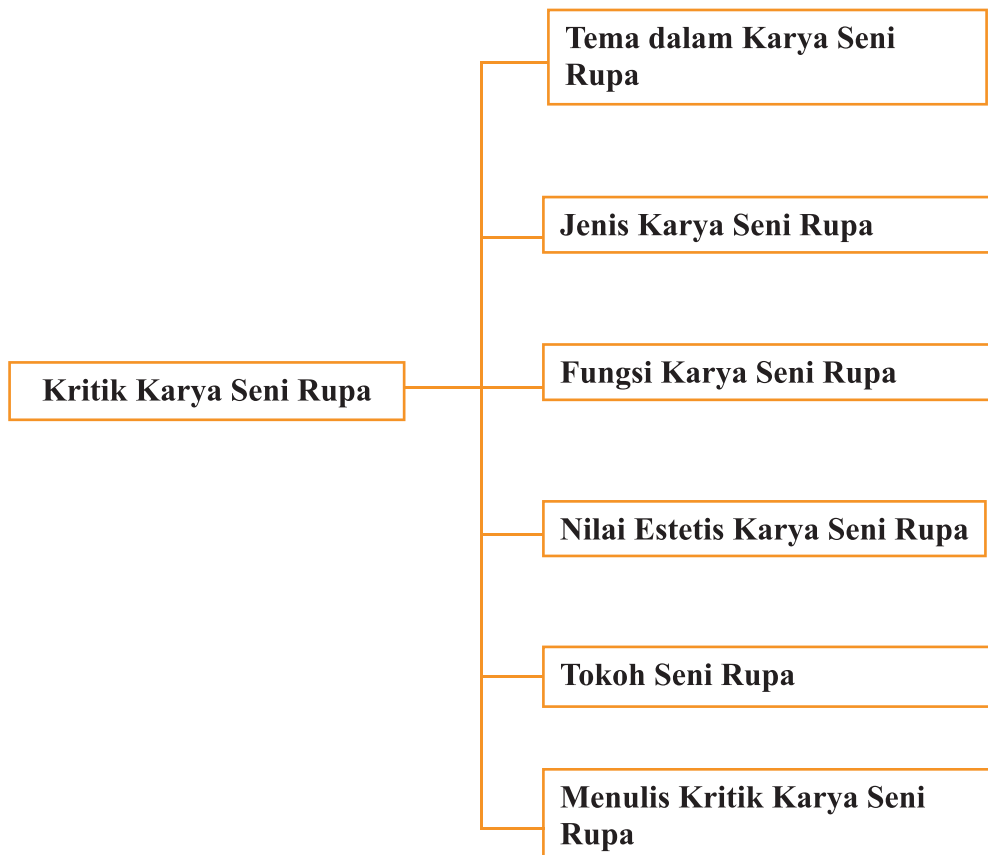 Tema dalam Karya Seni
Rupa
Jenis Karya Seni Rupa
Fungsi Karya Seni Rupa
Kritik Karya Seni Rupa
Nilai Estetis Karya Seni Rupa
Tokoh Seni Rupa
Menulis Kritik Karya Seni
Rupa